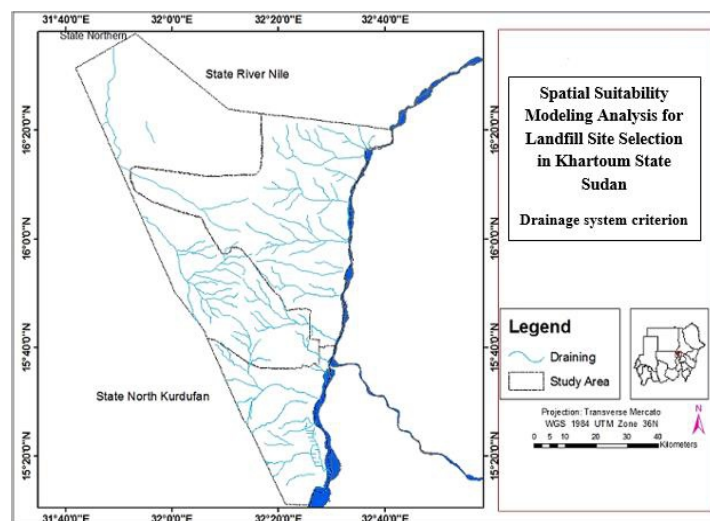 31°40'0"E 32°0'0"E 32°20'0"E 32°40'0"E
State Northern
State River Nile
16°20'0"N
16°20'0"N
16°0'0"N
16°0'0"N
15°40'0"N
15°40'0"N
State North Kurdufan
15°20'0"N
15°20'0"N
31°40'0"E 32°0'0"E 32°20'0"E 32°40'0"E
Spatial Suitability
Modeling Analysis for
Landfill Site Selection
in Khartoum State
Sudan
Drainage system criterion
Legend
Draining
Study Area
Projection: Transverse Mercato
WGS 1984 UTM Zone 36N
N
0 5 10 20 30 40
Kilometers